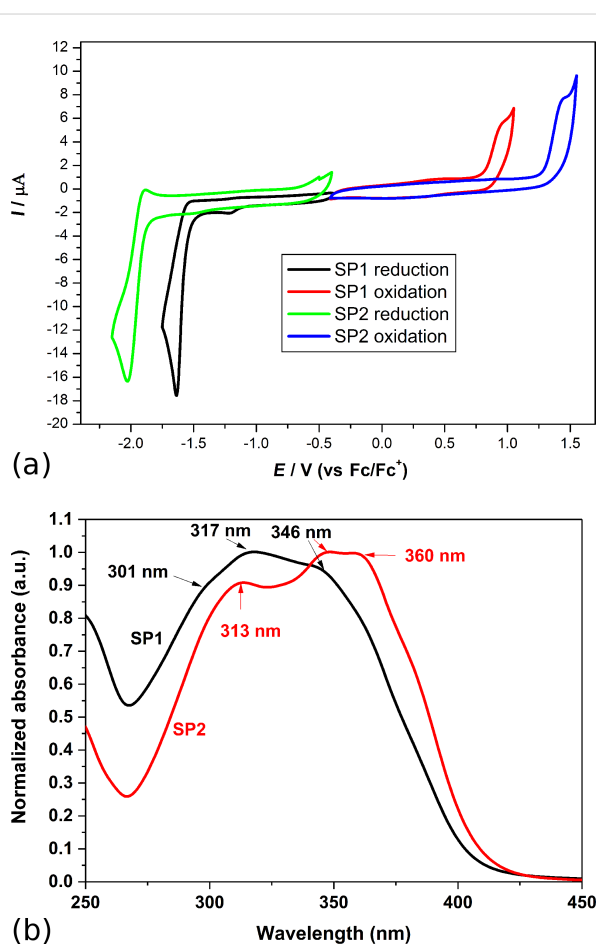 12
10
8
6
4
2
0
-2
-4
-6
-8
-10
-12
-14
-16
-18
-20
I / μA
SP1 reduction
SP1 oxidation
SP2 reduction
SP2 oxidation
-2.0 -1.5 -1.0 -0.5 0.0 0.5 1.0 1.5
E / V (vs Fc/Fc⁺)
(a)
1.1
1.0
0.9
0.8
0.7
0.6
0.5
0.4
0.3
0.2
0.1
0.0
Normalized absorbance (a.u.)
317 nm 346 nm
360 nm
301 nm
313 nm
SP1
SP2
250 300 350 400 450
Wavelength (nm)
(b)